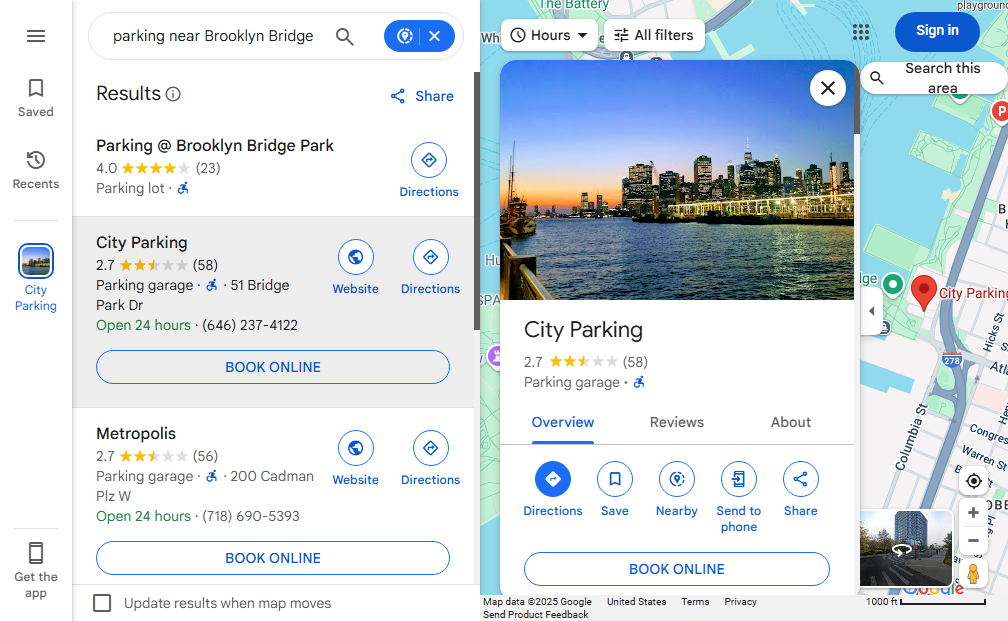 Saved
Recents
City
Parking
Get the
app
parking near Brooklyn Bridge
Results
Share
Parking @ Brooklyn Bridge Park
4.0 (23)
Parking lot ·
Directions
City Parking
2.7 (58)
Parking garage · · 51 Bridge
Park Dr
Open 24 hours · (646) 237-4122
Website
Directions
BOOK ONLINE
Metropolis
2.7 (56)
Parking garage · · 200 Cadman
Plz W
Open 24 hours · (718) 690-5393
Website
Directions
BOOK ONLINE
Update results when map moves
The Battery
Hours
All filters
Sign in
Search this
area
playground
P
City Parking
2.7 (58)
Parking garage ·
Overview
Reviews
About
Directions
Save
Nearby
Send to
phone
Share
BOOK ONLINE
City Parking
Hicks St
278
Columbia St
Congress
Warren St
Google
Map data ©2025 Google
United States
Terms
Privacy
1000 ft
Send Product Feedback